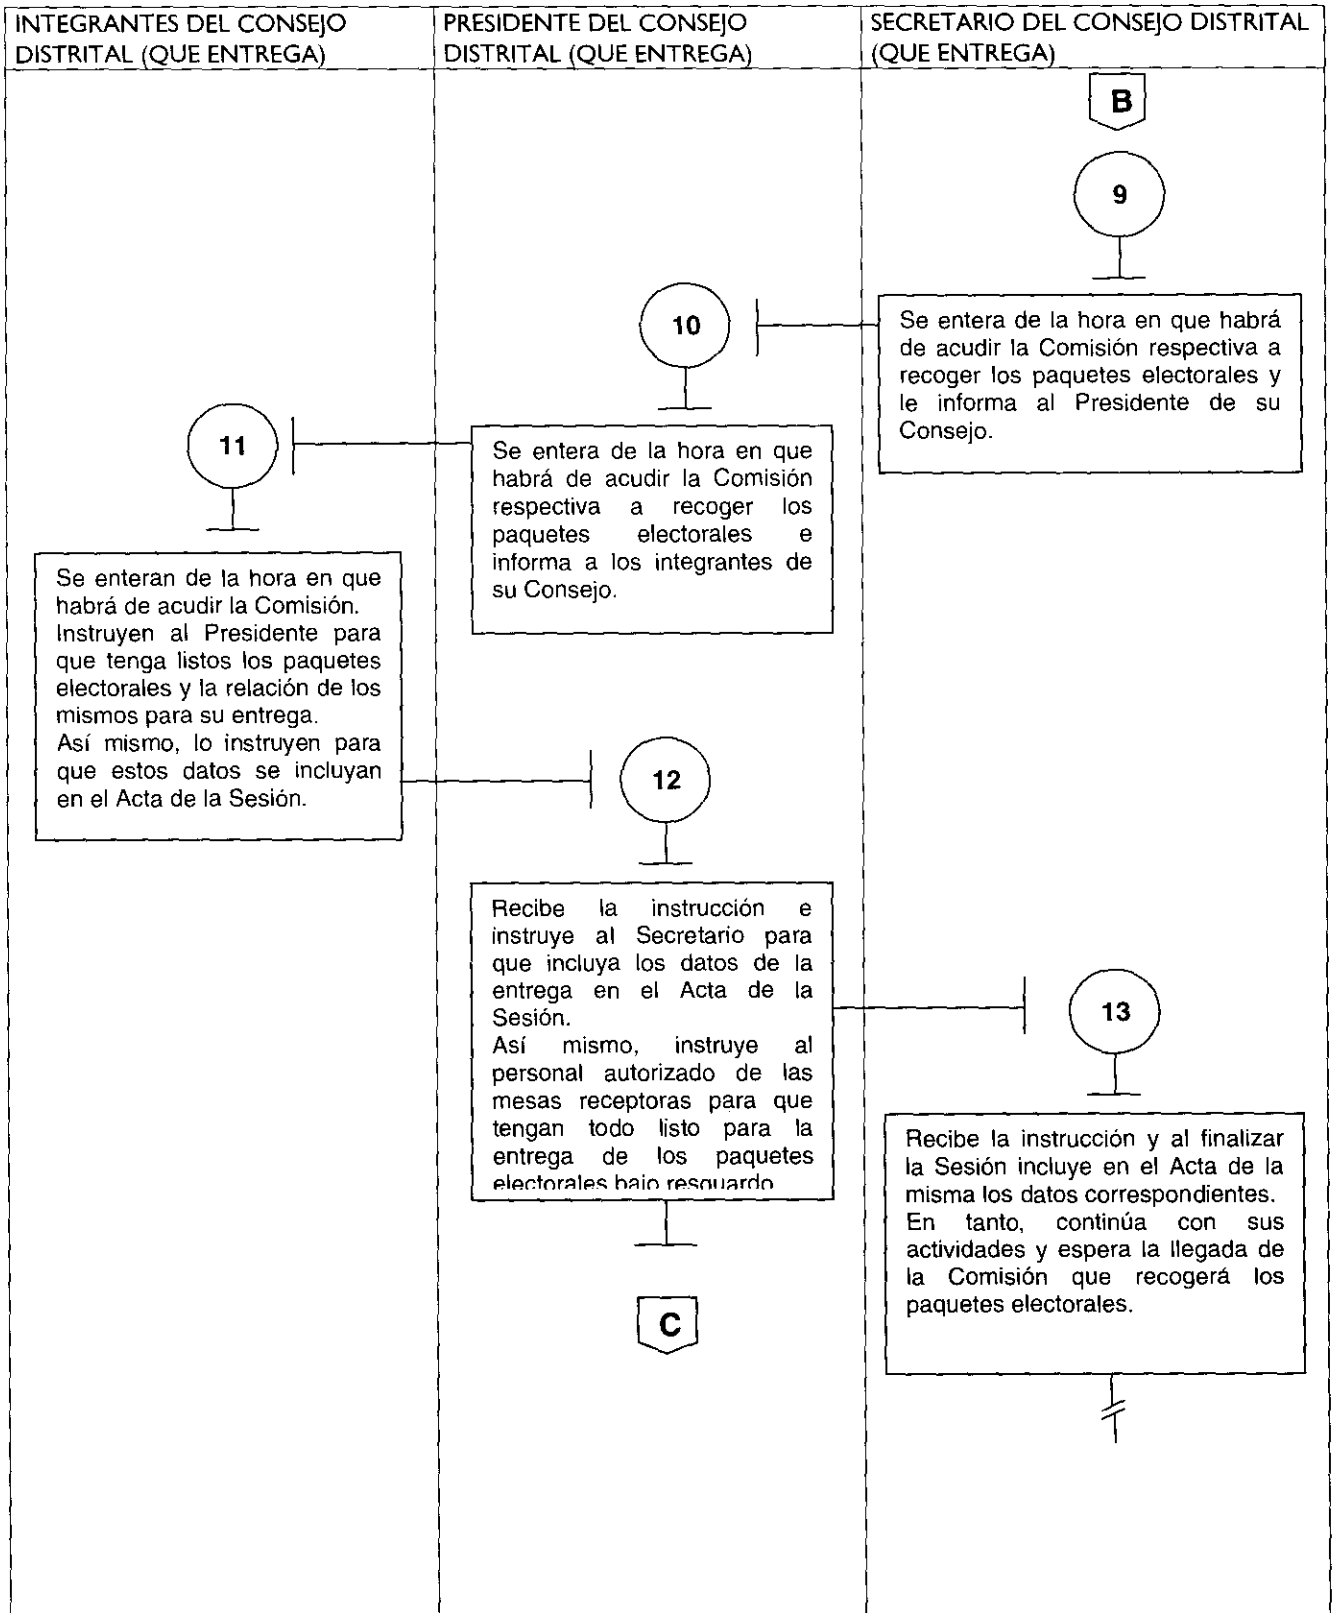 INTEGRANTES DEL CONSEJO
DISTRITAL (QUE ENTREGA)
PRESIDENTE DEL CONSEJO
DISTRITAL (QUE ENTREGA)
SECRETARIO DEL CONSEJO DISTRITAL
(QUE ENTREGA)
B
9
Se entera de la hora en que habrá
de acudir la Comisión respectiva a
recoger los paquetes electorales y
le informa al Presidente de su
Consejo.
10
Se entera de la hora en que
habrá de acudir la Comisión
respectiva a recoger los
paquetes electorales e
informa a los integrantes de
su Consejo.
11
Se enteran de la hora en que
habrá de acudir la Comisión.
Instruyen al Presidente para
que tenga listos los paquetes
electorales y la relación de los
mismos para su entrega.
Así mismo, lo instruyen para
que estos datos se incluyan
en el Acta de la Sesión.
12
Recibe la instrucción e
instruye al Secretario para
que incluya los datos de la
entrega en el Acta de la
Sesión.
Así mismo, instruye al
personal autorizado de las
mesas receptoras para que
tengan todo listo para la
entrega de los paquetes
electorales bajo resguardo
13
Recibe la instrucción y al finalizar
la Sesión incluye en el Acta de la
misma los datos correspondientes.
En tanto, continúa con sus
actividades y espera la llegada de
la Comisión que recogerá los
paquetes electorales.
C